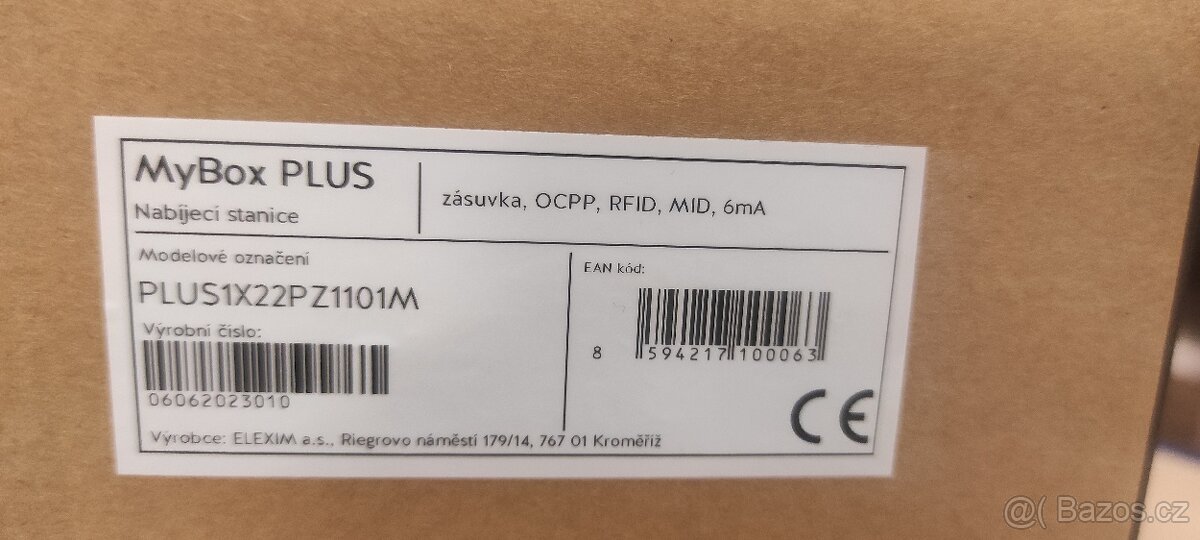 MyBox PLUS
Nabíjecí stanice
zásuvka, OCPP, RFID, MID, 6mA
Modelové označení
PLUS1X22PZ1101M
Výrobní číslo:
06062023010
EAN kód:
8 594217 100063
CE
Výrobce: ELEXIM a.s., Riegrovo náměstí 179/14, 767 01 Kroměříž
@( Bazos.cz